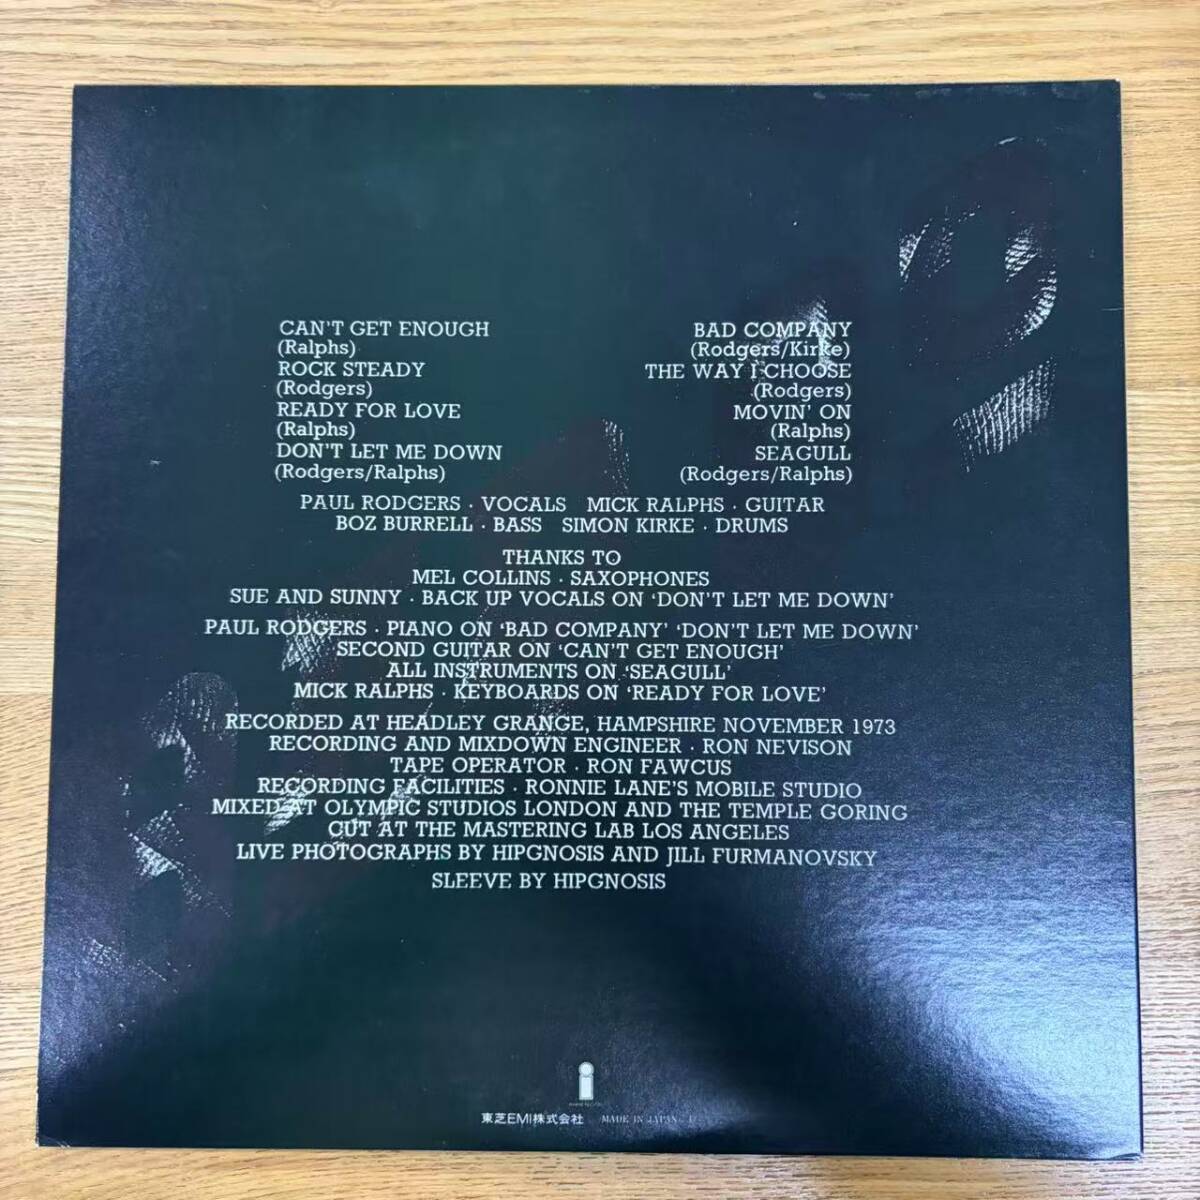 CAN'T GET ENOUGH
(Ralphs)
ROCK STEADY
(Rodgers)
READY FOR LOVE
(Ralphs)
DON'T LET ME DOWN
(Rodgers/Ralphs)
BAD COMPANY
(Rodgers/Kirke)
THE WAY I CHOOSE
(Rodgers)
MOVIN' ON
(Ralphs)
SEAGULL
(Rodgers/Ralphs)
PAUL RODGERS · VOCALS MICK RALPHS · GUITAR
BOZ BURRELL · BASS SIMON KIRKE · DRUMS
THANKS TO
MEL COLLINS · SAXOPHONES
SUE AND SUNNY · BACK UP VOCALS ON 'DON'T LET ME DOWN'
PAUL RODGERS · PIANO ON 'BAD COMPANY' 'DON'T LET ME DOWN'
SECOND GUITAR ON 'CAN'T GET ENOUGH'
ALL INSTRUMENTS ON 'SEAGULL'
MICK RALPHS · KEYBOARDS ON 'READY FOR LOVE'
RECORDED AT HEADLEY GRANGE, HAMPSHIRE NOVEMBER 1973
RECORDING AND MIXDOWN ENGINEER · RON NEVISON
TAPE OPERATOR · RON FAWCUS
RECORDING FACILITIES · RONNIE LANE'S MOBILE STUDIO
MIXED AT OLYMPIC STUDIOS LONDON AND THE TEMPLE GORING
CUT AT THE MASTERING LAB LOS ANGELES
LIVE PHOTOGRAPHS BY HIPGNOSIS AND JILL FURMANOVSKY
SLEEVE BY HIPGNOSIS
i
東芝EMI株式会社 MADE IN JAPAN